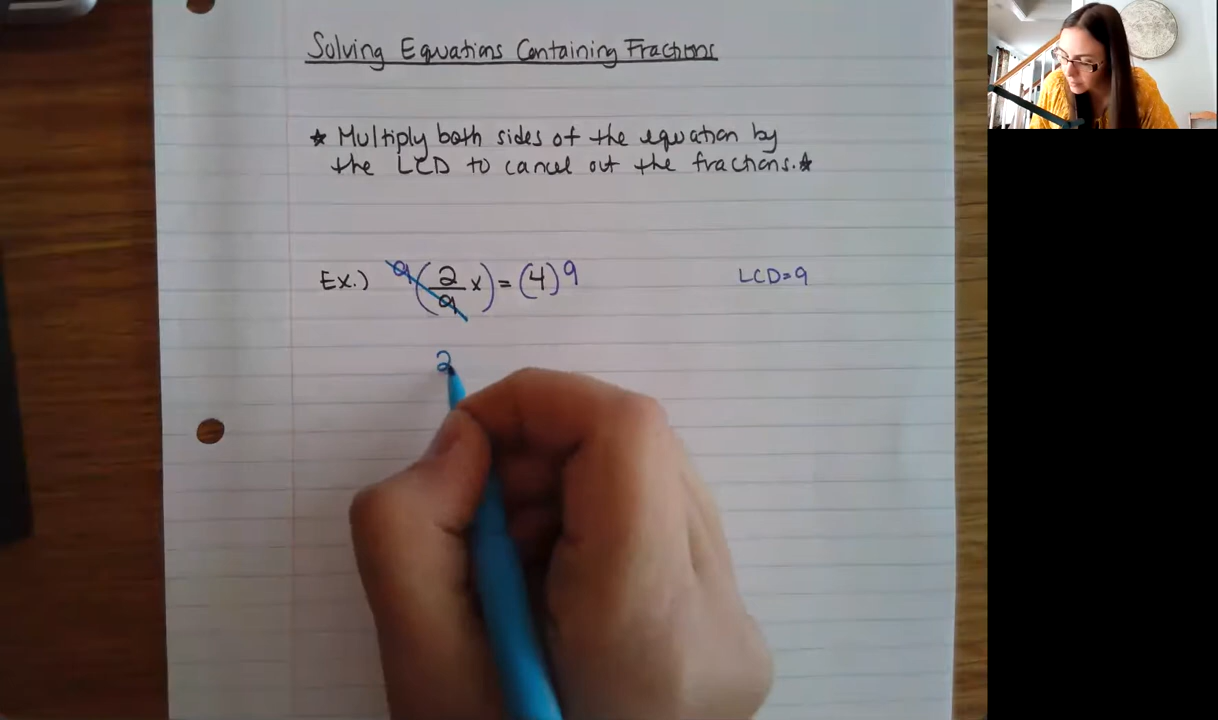 Solving Equations Containing Fractions
★ Multiply both sides of the equation by
the LCD to cancel out the fractions.★
Ex.) 9(2/9 x) = (4)9 LCD=9
2